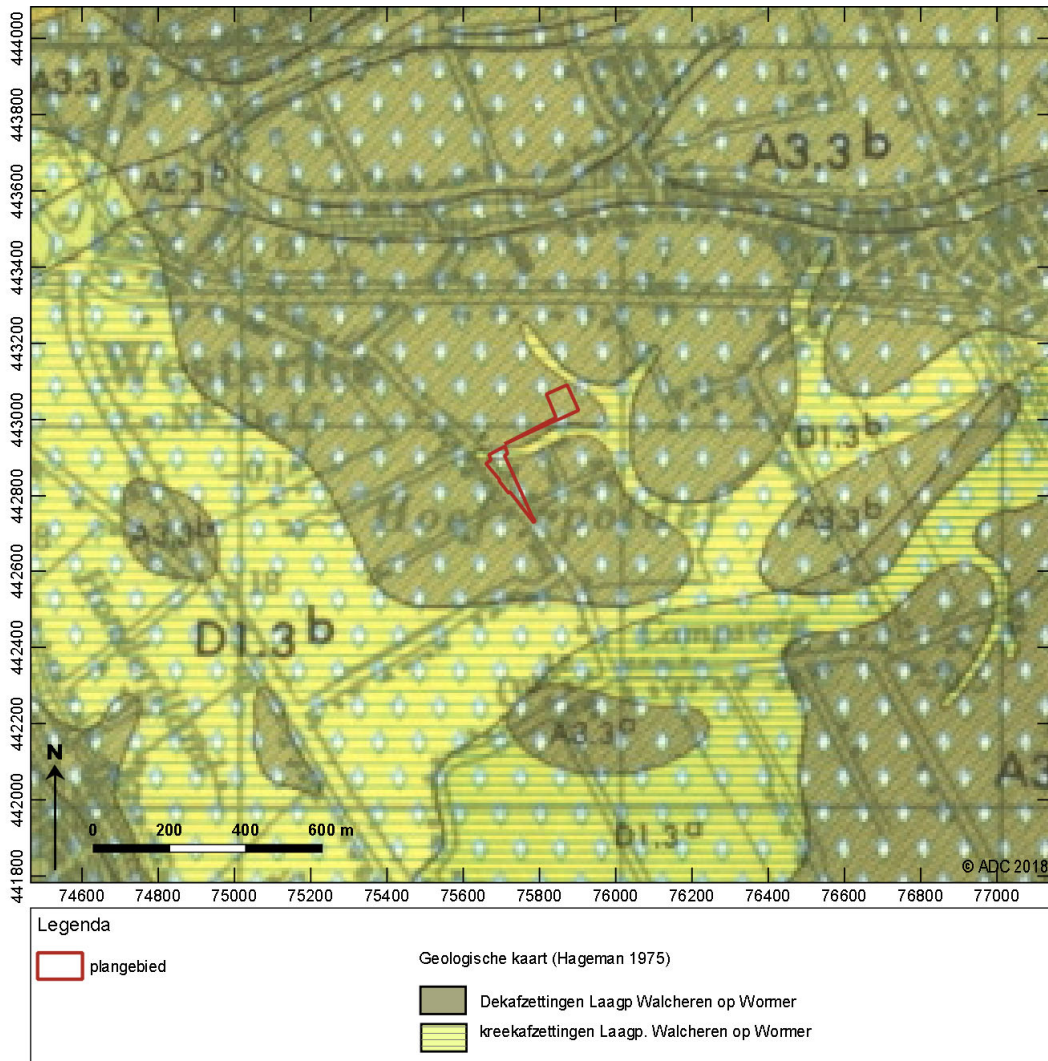 444000
443800
443600
443400
443200
443000
442800
442600
442400
442200
442000
441800
A3.3
A3.3b
A3.3b
D1.3b
A3.3b
D1.3b
A3.3a
A3
D1.3a
N
0 200 400 600 m
© ADC 2018
74600 74800 75000 75200 75400 75600 75800 76000 76200 76400 76600 76800 77000
Legenda
plangebied
Geologische kaart (Hageman 1975)
Dekafzettingen Laagp Walcheren op Wormer
kreekafzettingen Laagp. Walcheren op Wormer